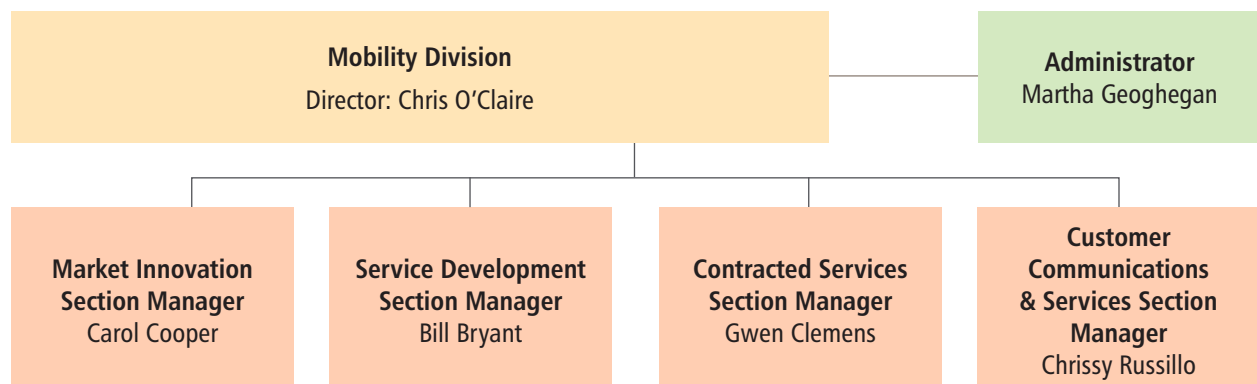 Mobility Division
Director: Chris O’Claire
Administrator
Martha Geoghegan
Market Innovation
Section Manager
Carol Cooper
Service Development
Section Manager
Bill Bryant
Contracted Services
Section Manager
Gwen Clemens
Customer
Communications
& Services Section
Manager
Chrissy Russillo